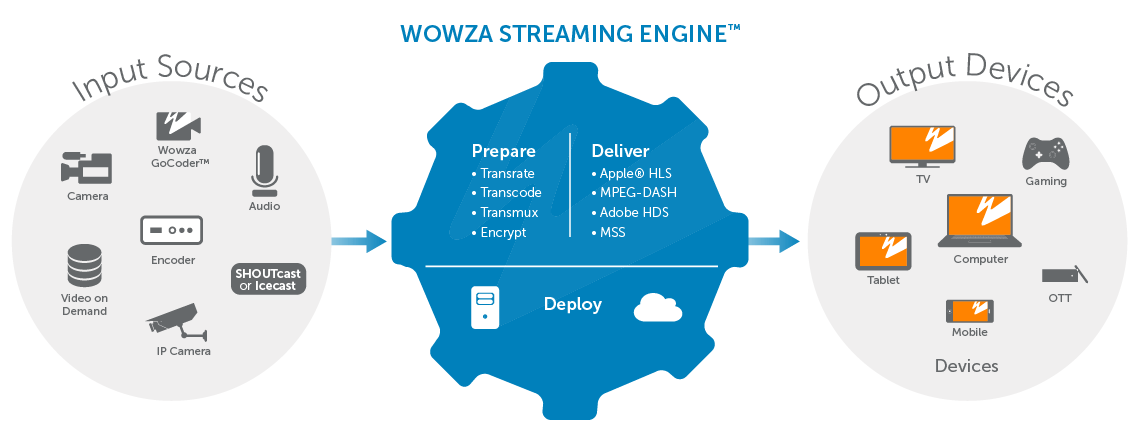 WOWZA STREAMING ENGINE™
Input Sources
Wowza
GoCoder™
Camera
Audio
Encoder
SHOUTcast
or Icecast
Video on
Demand
IP Camera
Prepare
• Transrate
• Transcode
• Transmux
• Encrypt
Deliver
• Apple® HLS
• MPEG-DASH
• Adobe HDS
• MSS
Deploy
Output Devices
TV
Gaming
Computer
Tablet
OTT
Mobile
Devices